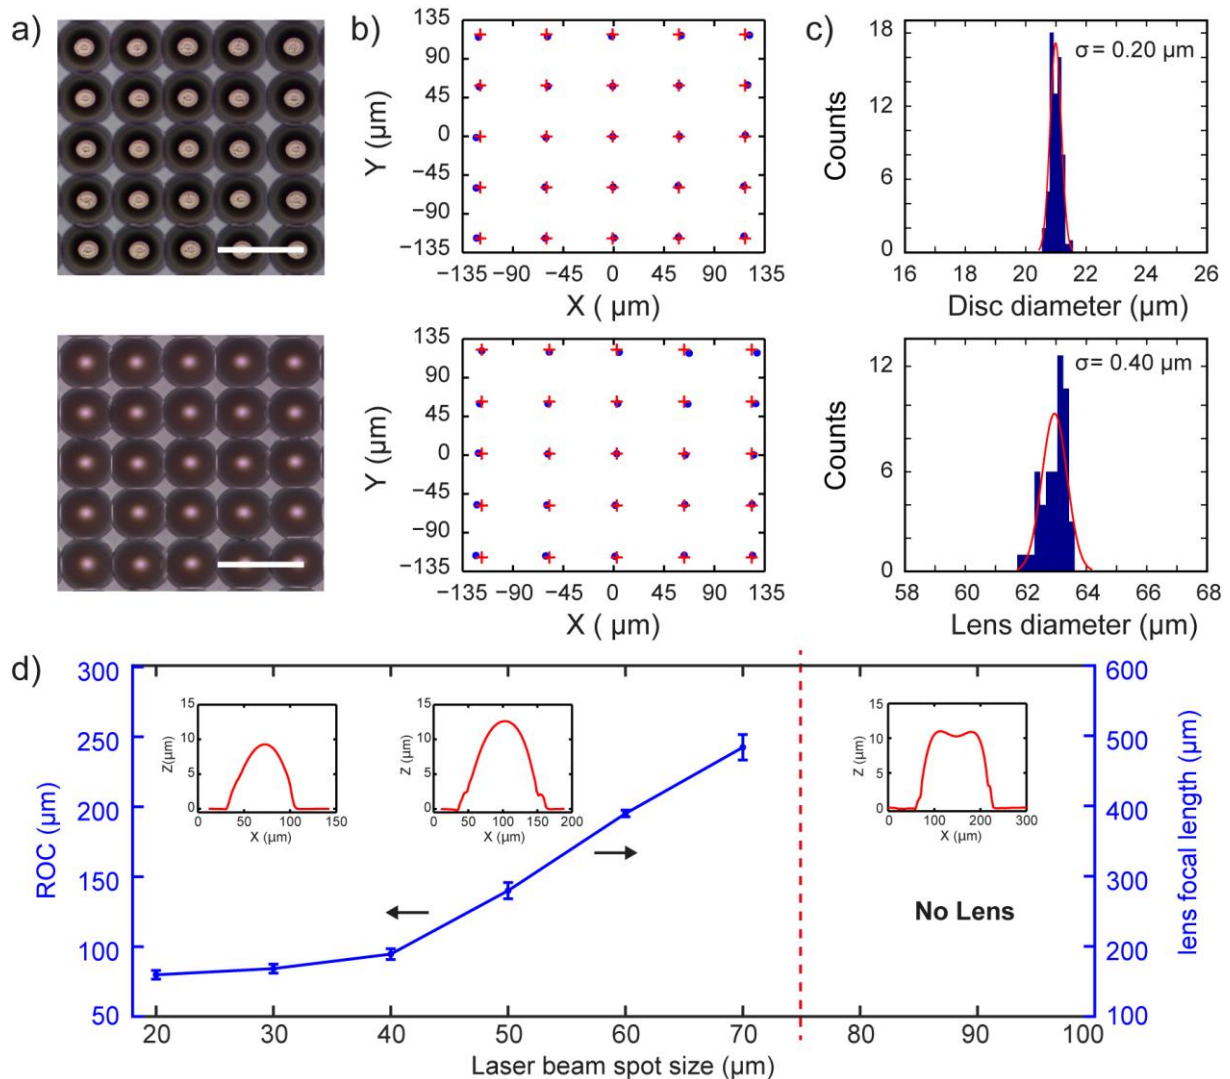 a)
b)
135
90
45
0
−45
−90
−135
Y (µm)
−135 −90 −45 0 45 90 135
X ( µm)
c)
18
12
6
0
Counts
σ = 0.20 µm
16 18 20 22 24 26
Disc diameter (µm)
135
90
45
0
−45
−90
−135
Y (µm)
−135 −90 −45 0 45 90 135
X ( µm)
12
6
0
Counts
σ= 0.40 µm
58 60 62 64 66 68
Lens diameter (µm)
d)
300
250
200
150
100
50
ROC (µm)
15
10
5
0
Z(µm)
0 50 100 150
X (µm)
15
10
5
0
Z (µm)
0 50 100 150 200
X (µm)
15
10
5
0
Z (µm)
0 100 200 300
X (µm)
No Lens
600
500
400
300
200
100
lens focal length (µm)
20 30 40 50 60 70 80 90 100
Laser beam spot size (µm)